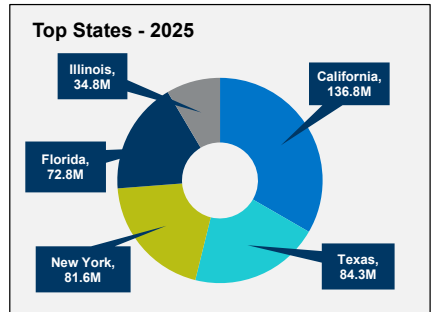 Top States - 2025
Illinois,
34.8M
California,
136.8M
Florida,
72.8M
New York,
81.6M
Texas,
84.3M